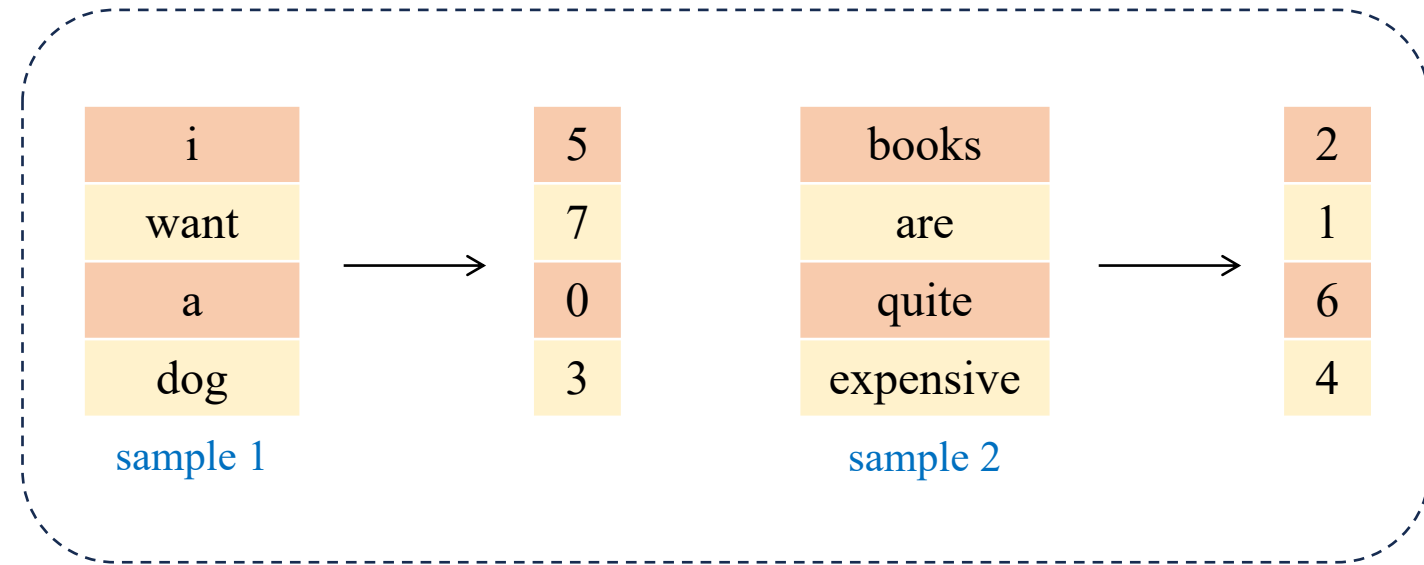 i 5 books 2
want 7 are 1
a 0 quite 6
dog 3 expensive 4
sample 1 sample 2